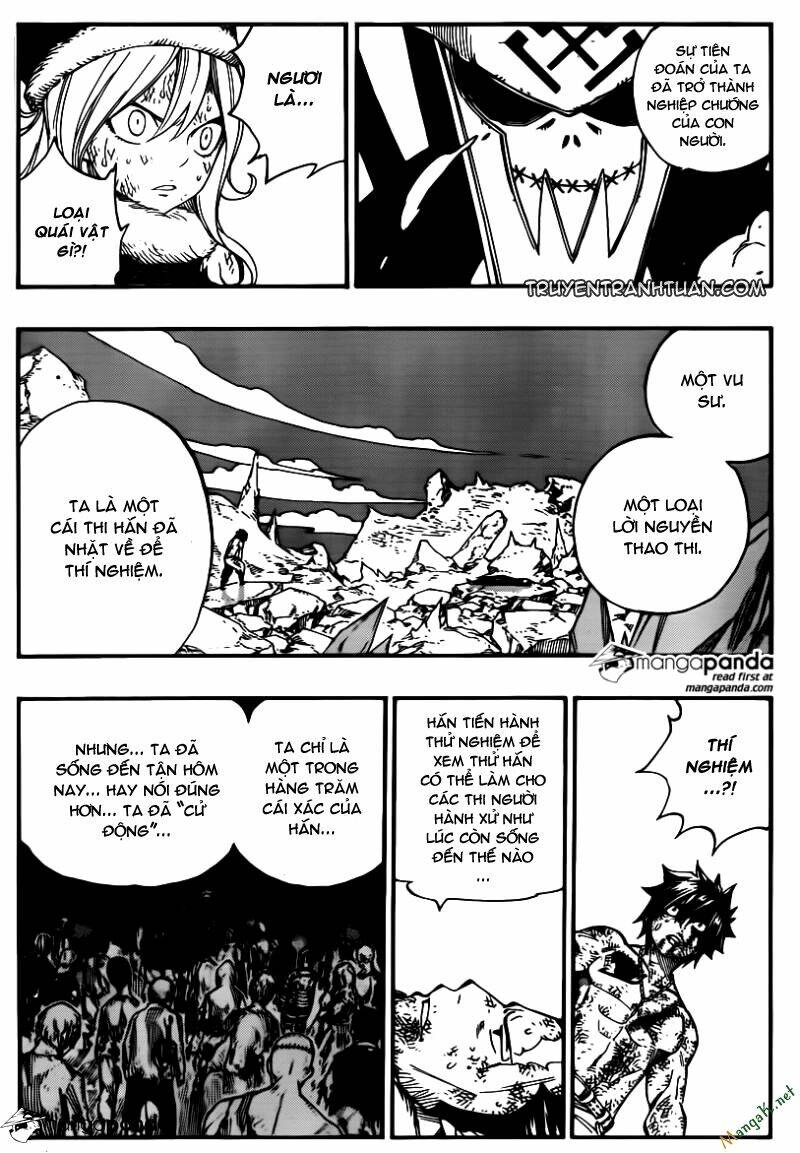 SỰ TIÊN
ĐOÁN CỦA TA
ĐÃ TRỞ THÀNH
NGHIỆP CHƯỚNG
CỦA CON
NGƯỜI.
NGƯƠI
LÀ...
LOẠI
QUÁI VẬT
GÌ?!
TRUYENTRANHTUAN.COM
MỘT VU
SƯ.
MỘT LOẠI
LỜI NGUYỀN
THAO THI.
TA LÀ MỘT
CÁI THI HẮN ĐÃ
NHẶT VỀ ĐỂ
THÍ NGHIỆM.
mangapanda
read first at
mangapanda.com
THÍ
NGHIỆM
...?!
HẮN TIẾN HÀNH
THỬ NGHIỆM ĐỂ
XEM THỬ HẮN
CÓ THỂ LÀM CHO
CÁC THI NGƯỜI
HÀNH XỬ NHƯ
LÚC CÒN SỐNG
ĐẾN THẾ NÀO
...
TA CHỈ LÀ
MỘT TRONG
HÀNG TRĂM
CÁI XÁC CỦA
HẮN...
NHƯNG... TA ĐÃ
SỐNG ĐẾN TẬN HÔM
NAY... HAY NÓI ĐÚNG
HƠN... TA ĐÃ "CỬ
ĐỘNG"...
mangapanda
MangaK.net